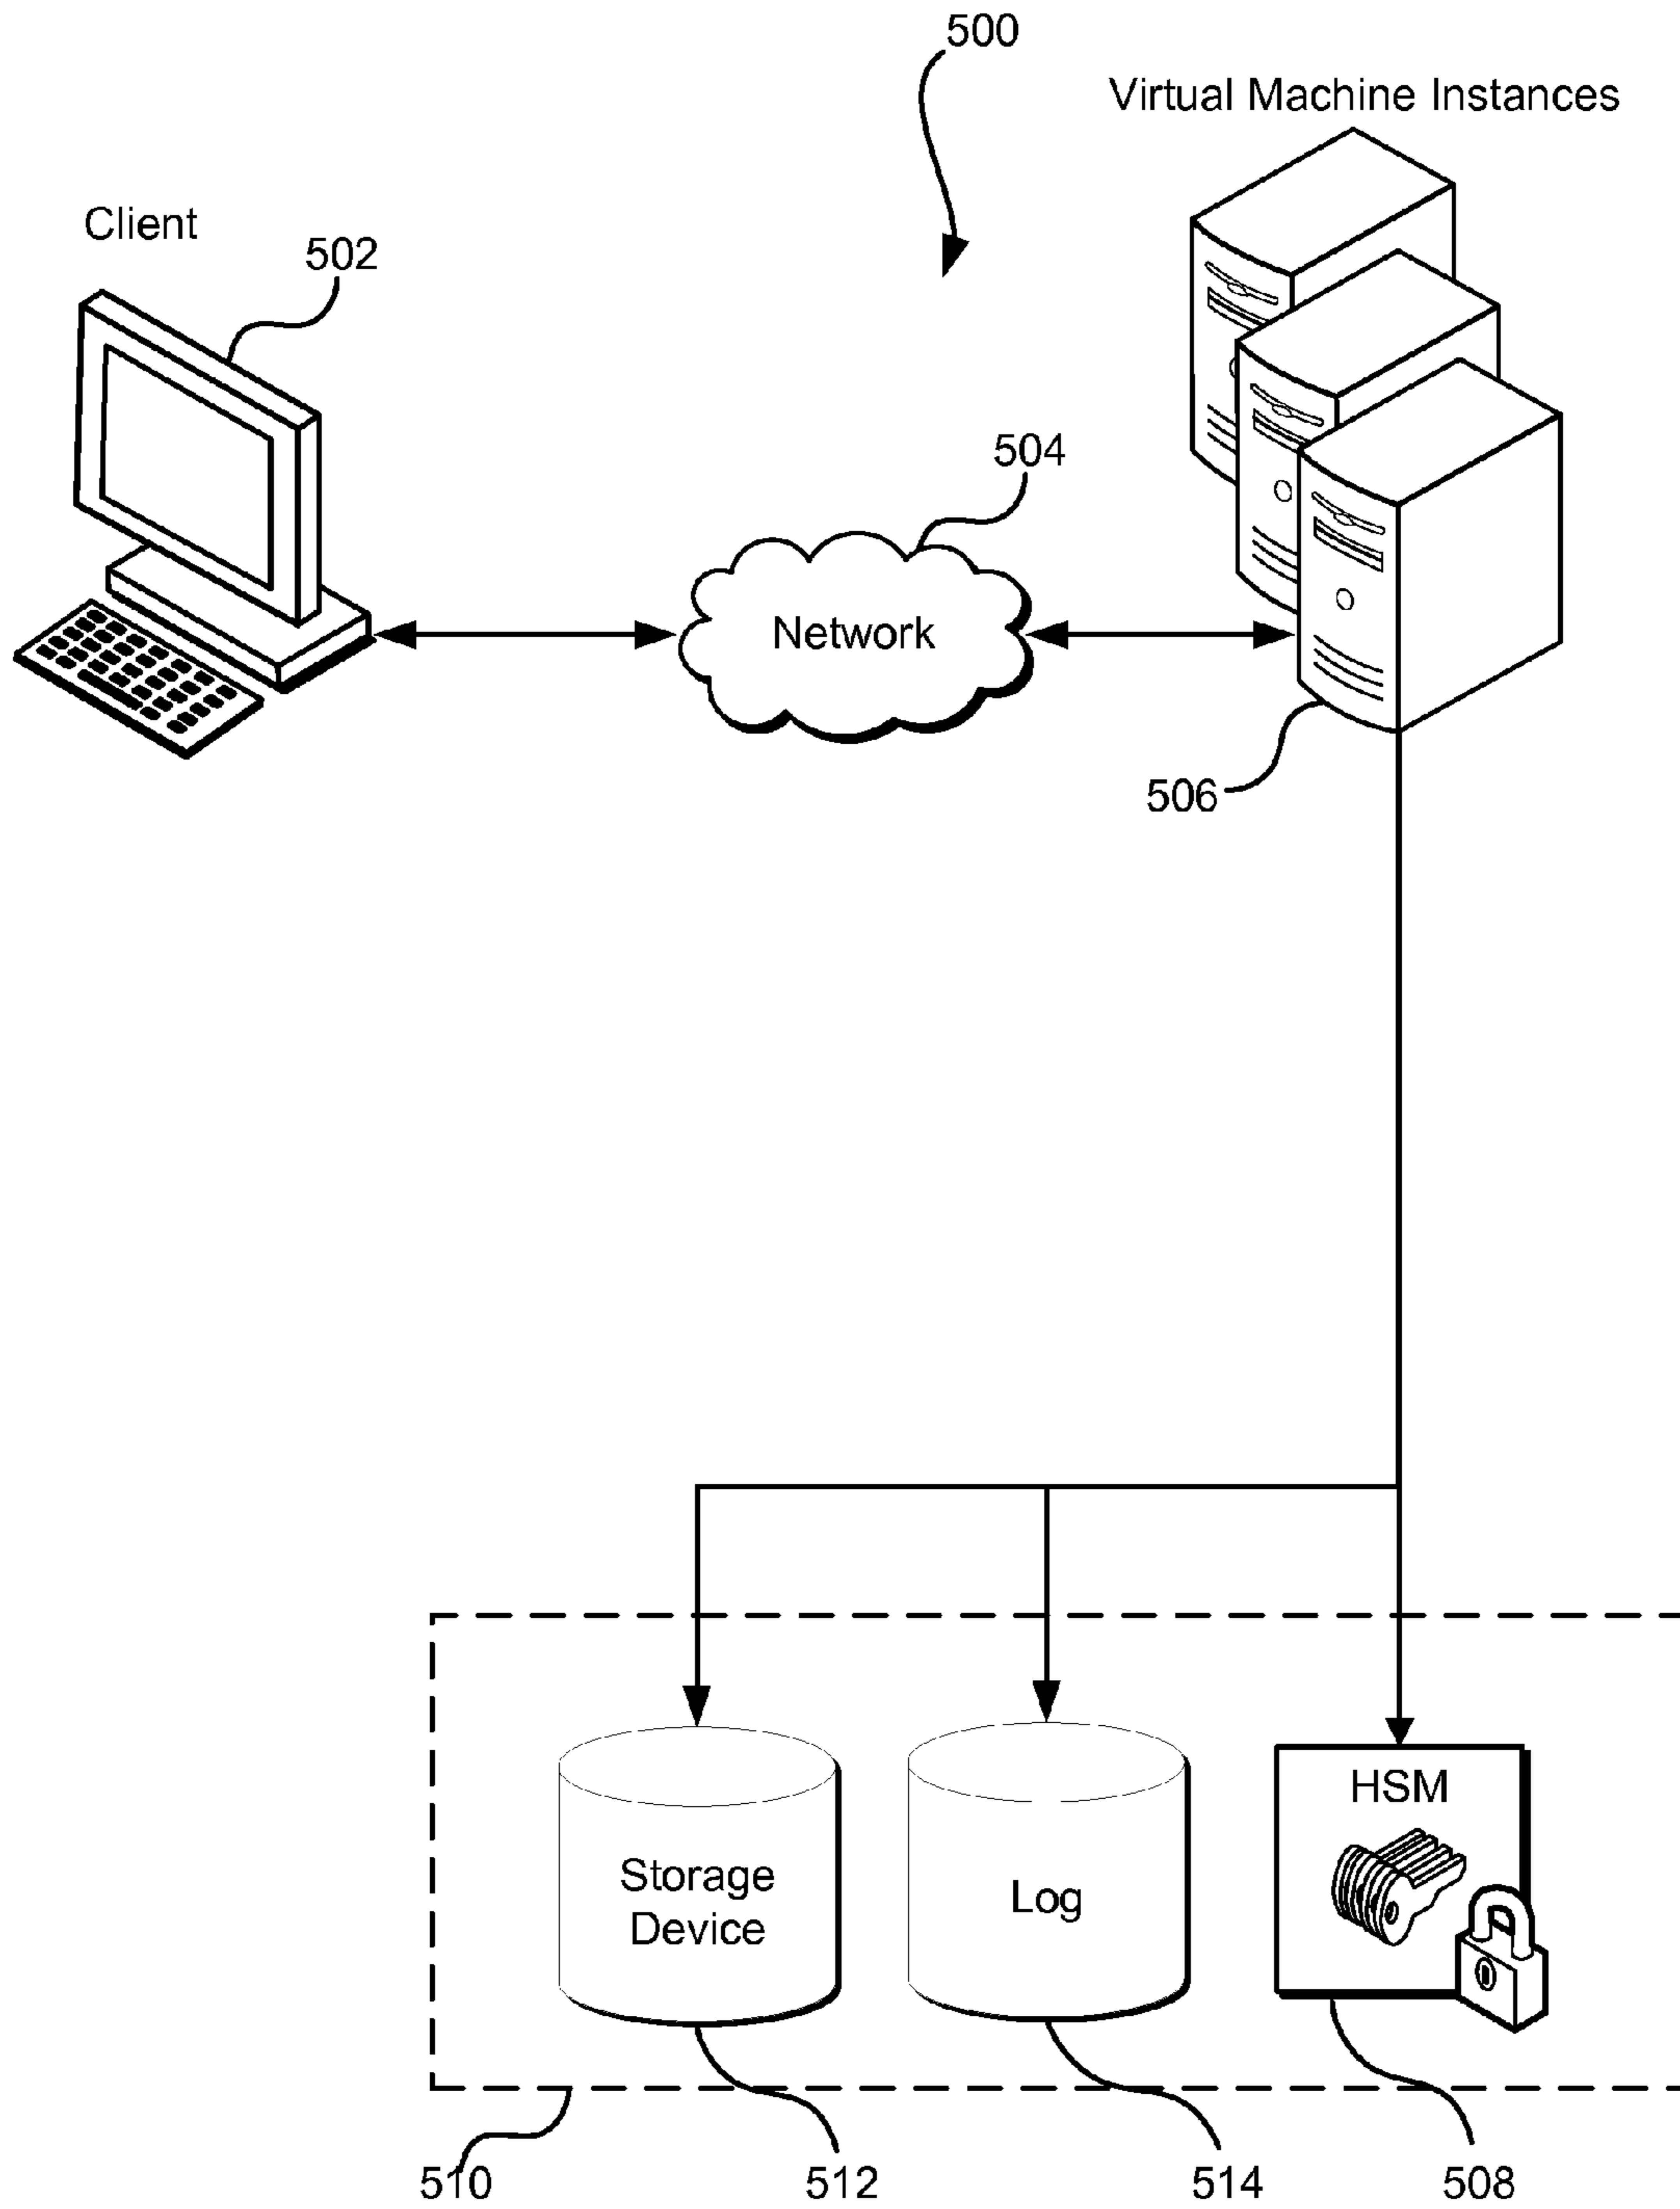 500
Virtual Machine Instances
Client
502
504
Network
506
HSM
Storage
Device
Log
510
512
514
508